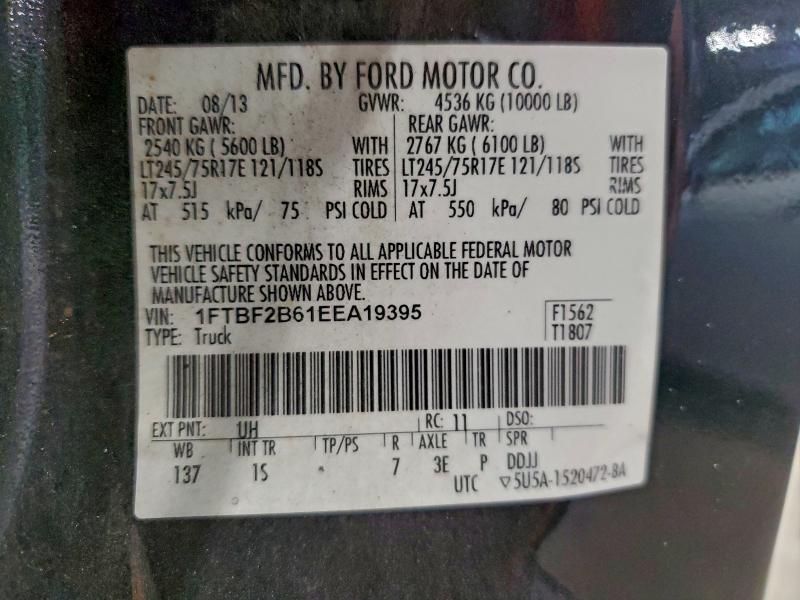 MFD. BY FORD MOTOR CO.
DATE: 08/13 GVWR: 4536 KG (10000 LB)
FRONT GAWR: REAR GAWR:
2540 KG ( 5600 LB) WITH 2767 KG ( 6100 LB) WITH
LT245/75R17E 121/118S TIRES LT245/75R17E 121/118S TIRES
17x7.5J RIMS 17x7.5J RIMS
AT 515 kPa/ 75 PSI COLD AT 550 kPa/ 80 PSI COLD
THIS VEHICLE CONFORMS TO ALL APPLICABLE FEDERAL MOTOR
VEHICLE SAFETY STANDARDS IN EFFECT ON THE DATE OF
MANUFACTURE SHOWN ABOVE.
VIN: 1FTBF2B61EEA19395 F1562
TYPE: Truck T1807
EXT PNT: UH RC: 11 DSO:
WB INT TR TP/PS R AXLE TR SPR
137 1S 7 3E P DDJJ
UTC ▽5U5A-1520472-BA